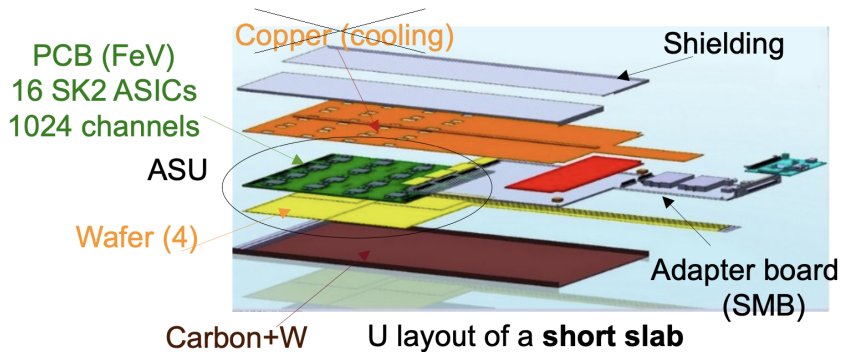 Copper (cooling)
PCB (FeV)
16 SK2 ASICs
1024 channels
Shielding
ASU
Wafer (4)
Adapter board
(SMB)
Carbon+W
U layout of a short slab